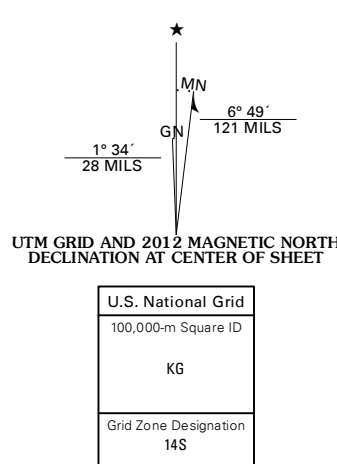 ★
MN
GN
6° 49´
121 MILS
1° 34´
28 MILS
UTM GRID AND 2012 MAGNETIC NORTH
DECLINATION AT CENTER OF SHEET
U.S. National Grid
100,000-m Square ID
KG
Grid Zone Designation
14S